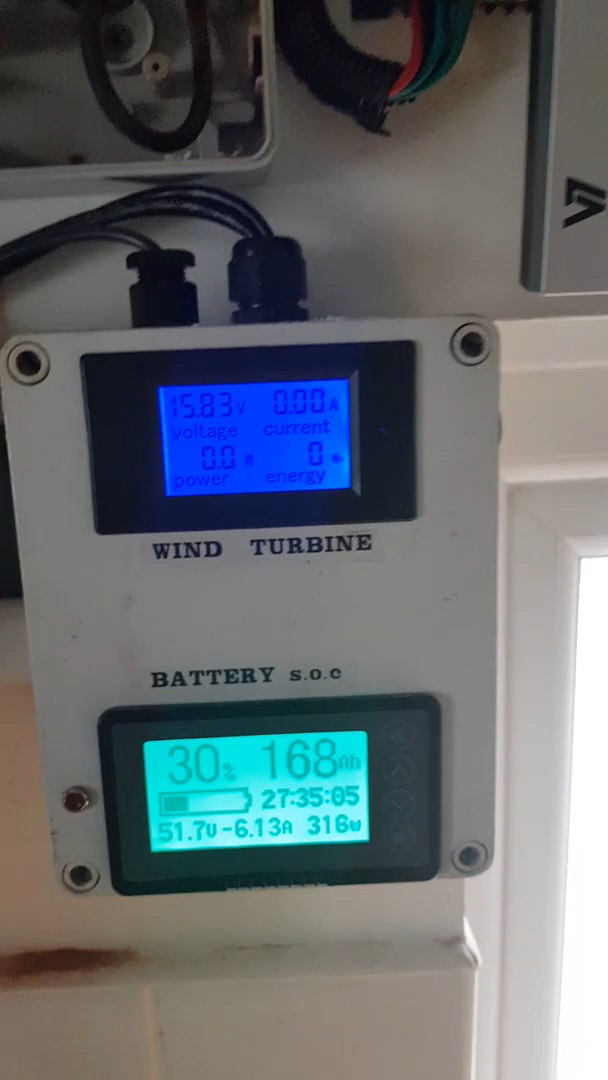 15.83V 0.00A
voltage current
0.0 W 0
power energy
WIND TURBINE
BATTERY s.o.c
30% 168Ah
27:35:05
51.7V -6.13A 316w